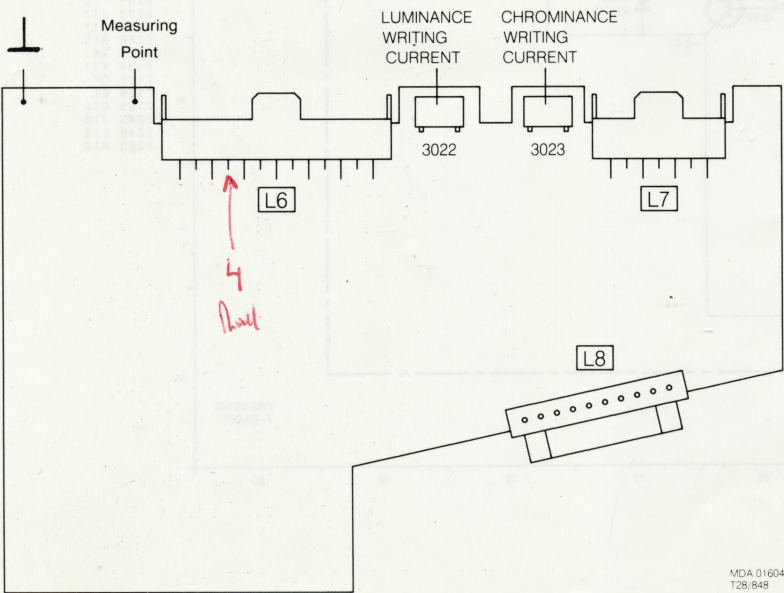 Measuring
Point
LUMINANCE
WRITING
CURRENT
CHROMINANCE
WRITING
CURRENT
3022
3023
L6
L7
4
L8
MDA 01604
T28/848